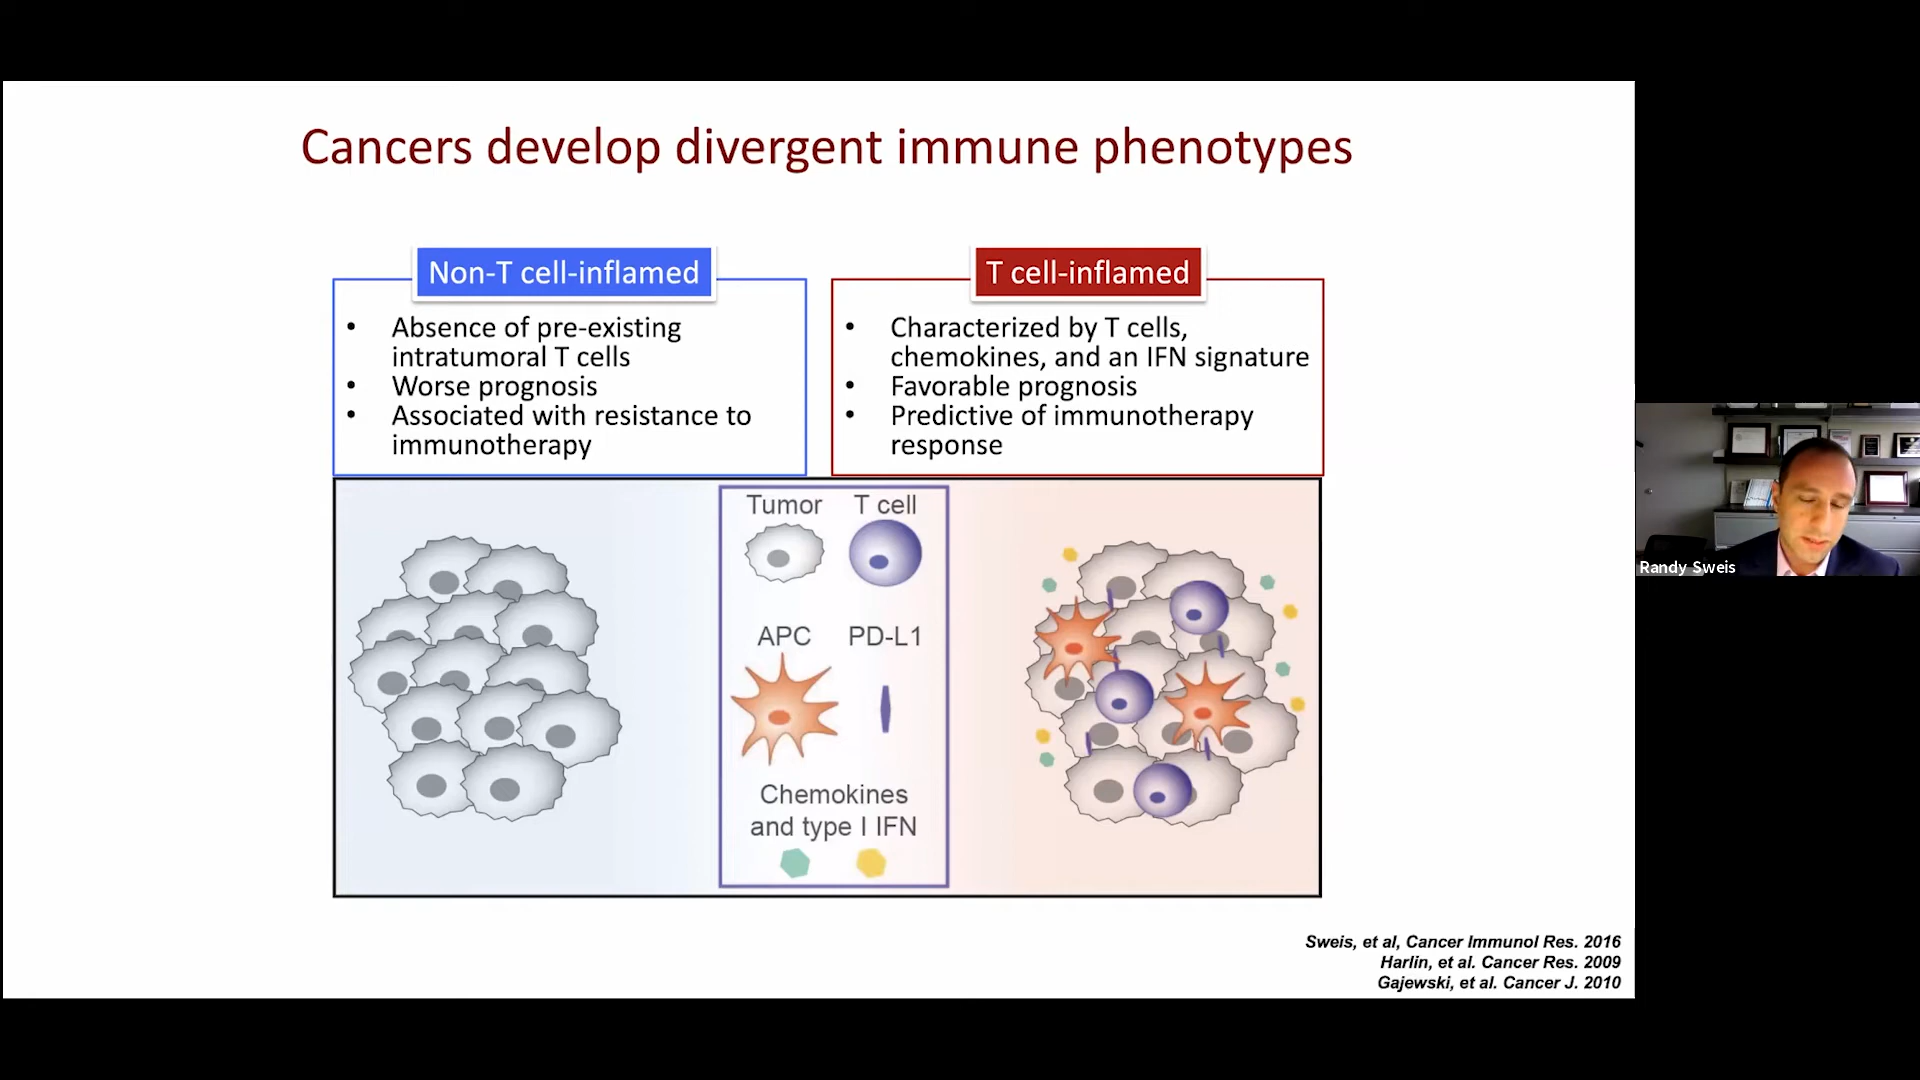 Cancers develop divergent immune phenotypes
Non-T cell-inflamed
• Absence of pre-existing
intratumoral T cells
• Worse prognosis
• Associated with resistance to
immunotherapy
T cell-inflamed
• Characterized by T cells,
chemokines, and an IFN signature
• Favorable prognosis
• Predictive of immunotherapy
response
Tumor T cell
APC PD-L1
Chemokines
and type I IFN
Sweis, et al, Cancer Immunol Res. 2016
Harlin, et al. Cancer Res. 2009
Gajewski, et al. Cancer J. 2010
Randy Sweis